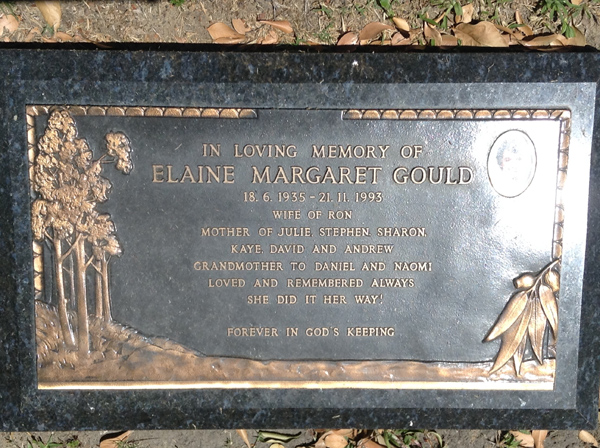 IN LOVING MEMORY OF
ELAINE MARGARET GOULD
18. 6. 1935 - 21. 11. 1993
WIFE OF RON
MOTHER OF JULIE, STEPHEN, SHARON,
KAYE, DAVID AND ANDREW
GRANDMOTHER TO DANIEL AND NAOMI
LOVED AND REMEMBERED ALWAYS
SHE DID IT HER WAY!
FOREVER IN GOD'S KEEPING